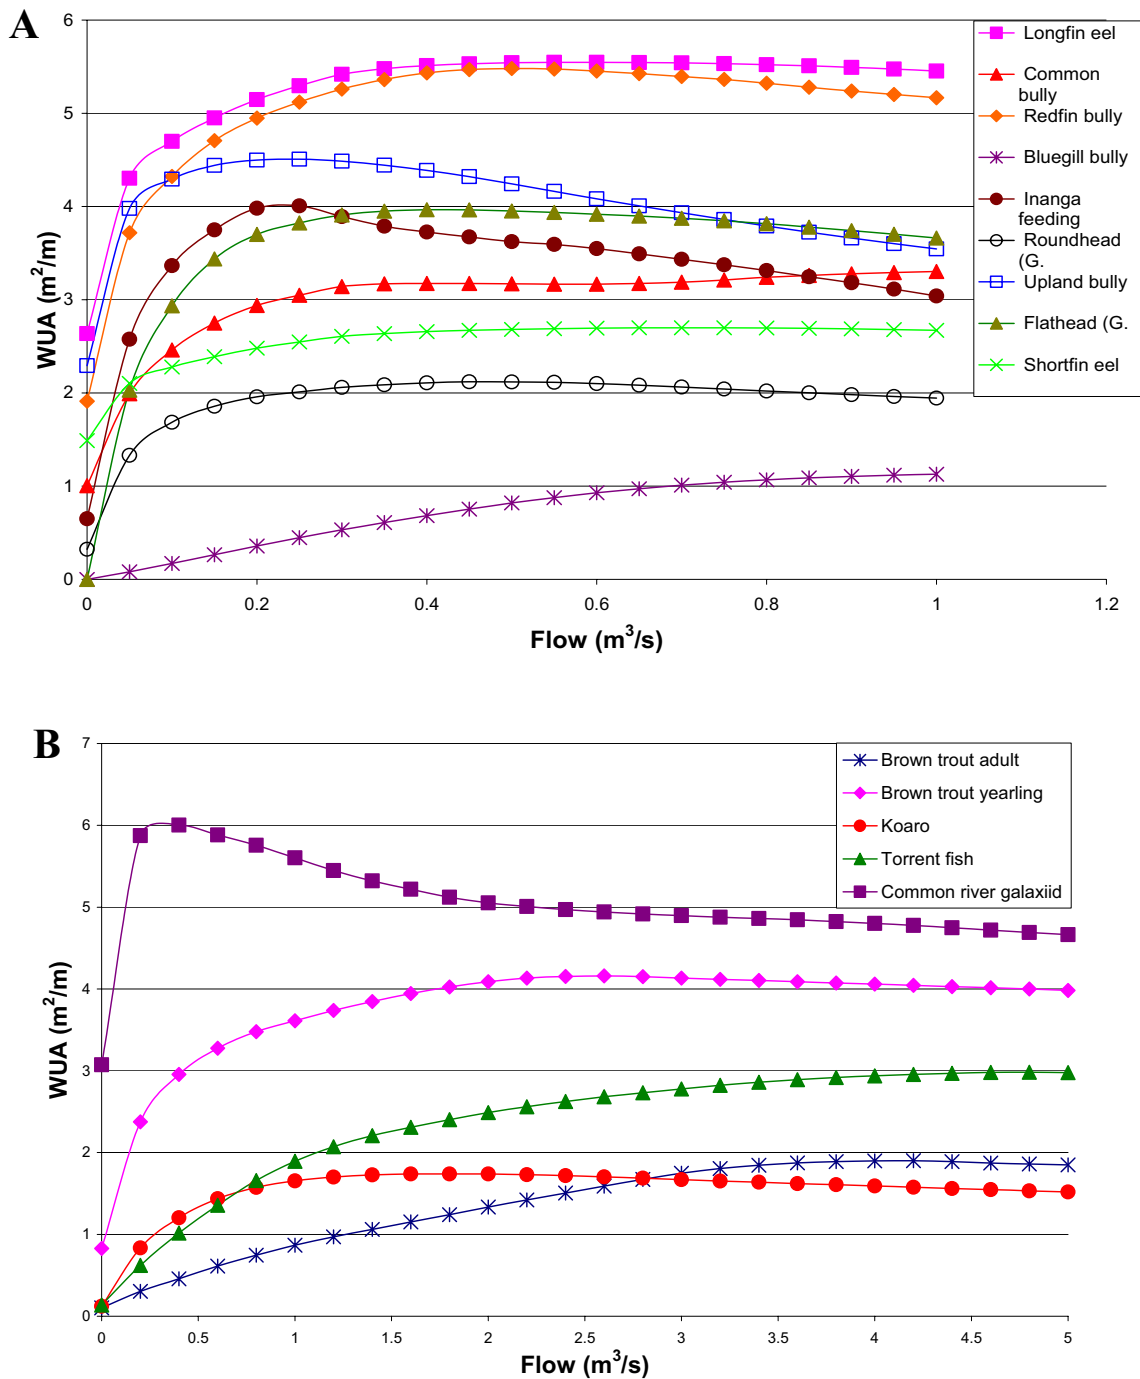 A
6
5
4
3
2
1
0
WUA (m²/m)
0 0.2 0.4 0.6 0.8 1 1.2
Flow (m³/s)
Longfin eel
Common
bully
Redfin bully
Bluegill bully
Inanga
feeding
Roundhead
(G.
Upland bully
Flathead (G.
Shortfin eel
B
7
6
5
4
3
2
1
0
WUA (m²/m)
0 0.5 1 1.5 2 2.5 3 3.5 4 4.5 5
Flow (m³/s)
Brown trout adult
Brown trout yearling
Koaro
Torrent fish
Common river galaxiid